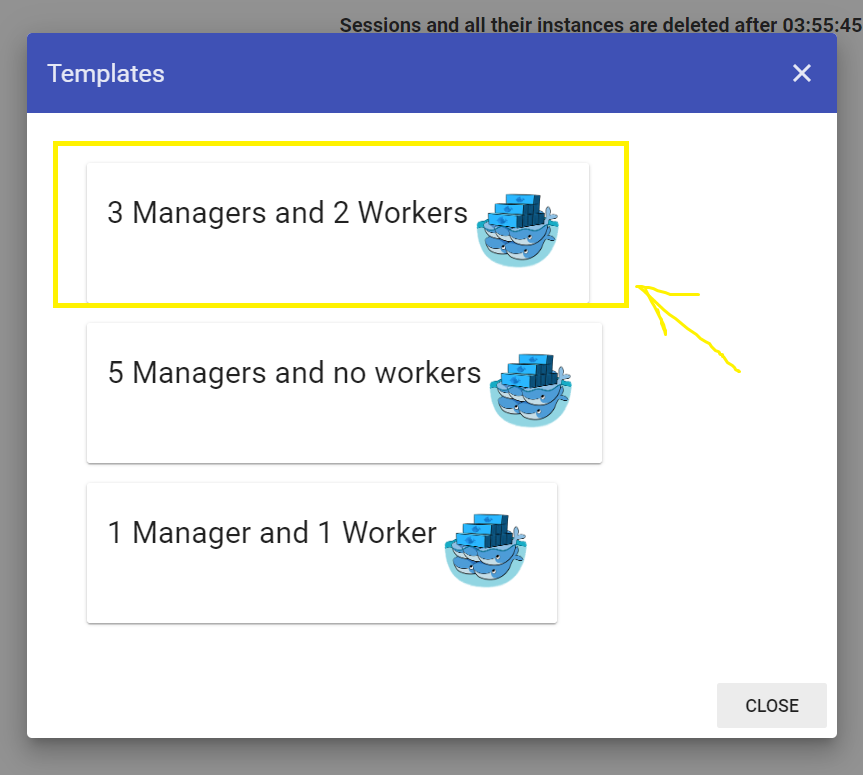 Sessions and all their instances are deleted after 03:55:45
Templates
3 Managers and 2 Workers
5 Managers and no workers
1 Manager and 1 Worker
CLOSE